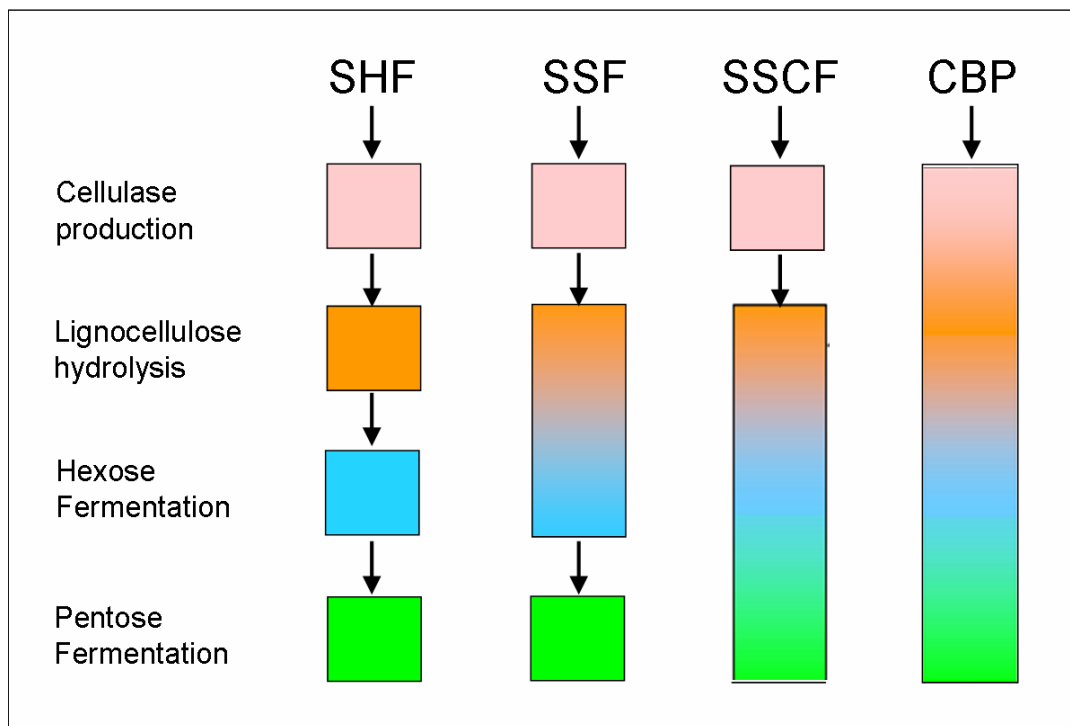 SHF SSF SSCF CBP
Cellulase
production
Lignocellulose
hydrolysis
Hexose
Fermentation
Pentose
Fermentation